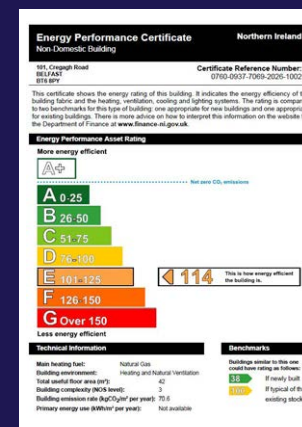 Energy Performance Certificate
Northern Ireland
Non-Domestic Building
101, Cregagh Road
BELFAST
BT6 8PY
Certificate Reference Number:
0760-0937-7069-2026-1002
This certificate shows the energy rating of this building. It indicates the energy efficiency of t
building fabric and the heating, ventilation, cooling and lighting systems. The rating is compar
to two benchmarks for this type of building: one appropriate for new buildings and one appropria
for existing buildings. There is more advice on how to interpret this information on the website
the Department of Finance at www.finance-ni.gov.uk.
Energy Performance Asset Rating
More energy efficient
A+
Net zero CO₂ emissions
A 0-25
B 26-50
C 51-75
D 76-100
E 101-125
114
This is how energy efficient
the building is.
F 126-150
G Over 150
Less energy efficient
Technical Information
Main heating fuel: Natural Gas
Building environment: Heating and Natural Ventilation
Total useful floor area (m²): 42
Building complexity (NOS level): 3
Building emission rate (kgCO₂/m² per year): 70.6
Primary energy use (kWh/m² per year): Not available
Benchmarks
Buildings similar to this one
could have rating as follows:
38
If newly built
If typical of th
existing stock